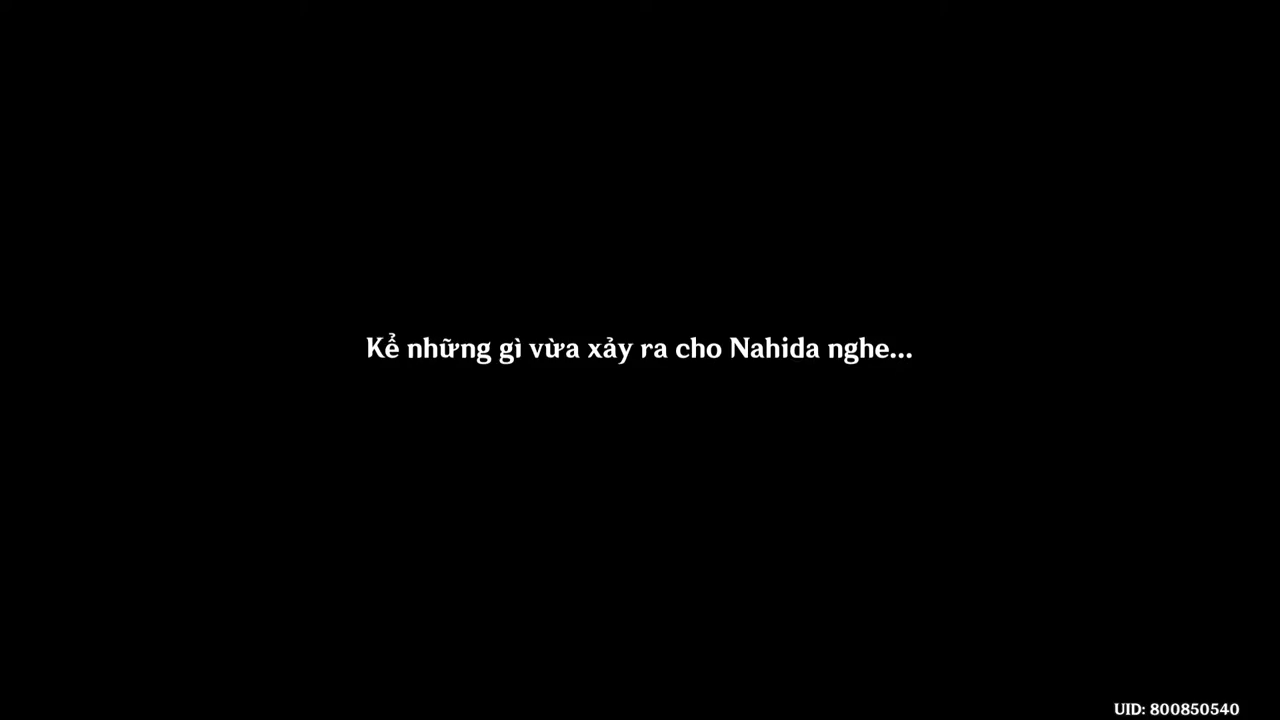 Kể những gì vừa xảy ra cho Nahida nghe...
UID: 800850540